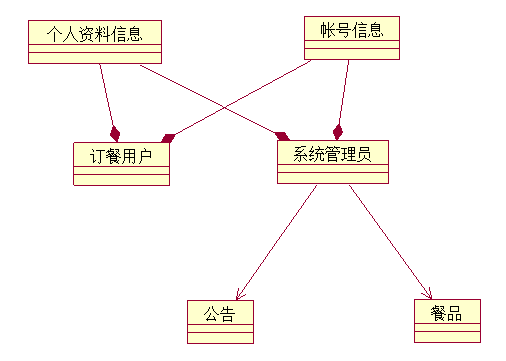 个人资料信息
帐号信息
订餐用户
系统管理员
公告
餐品